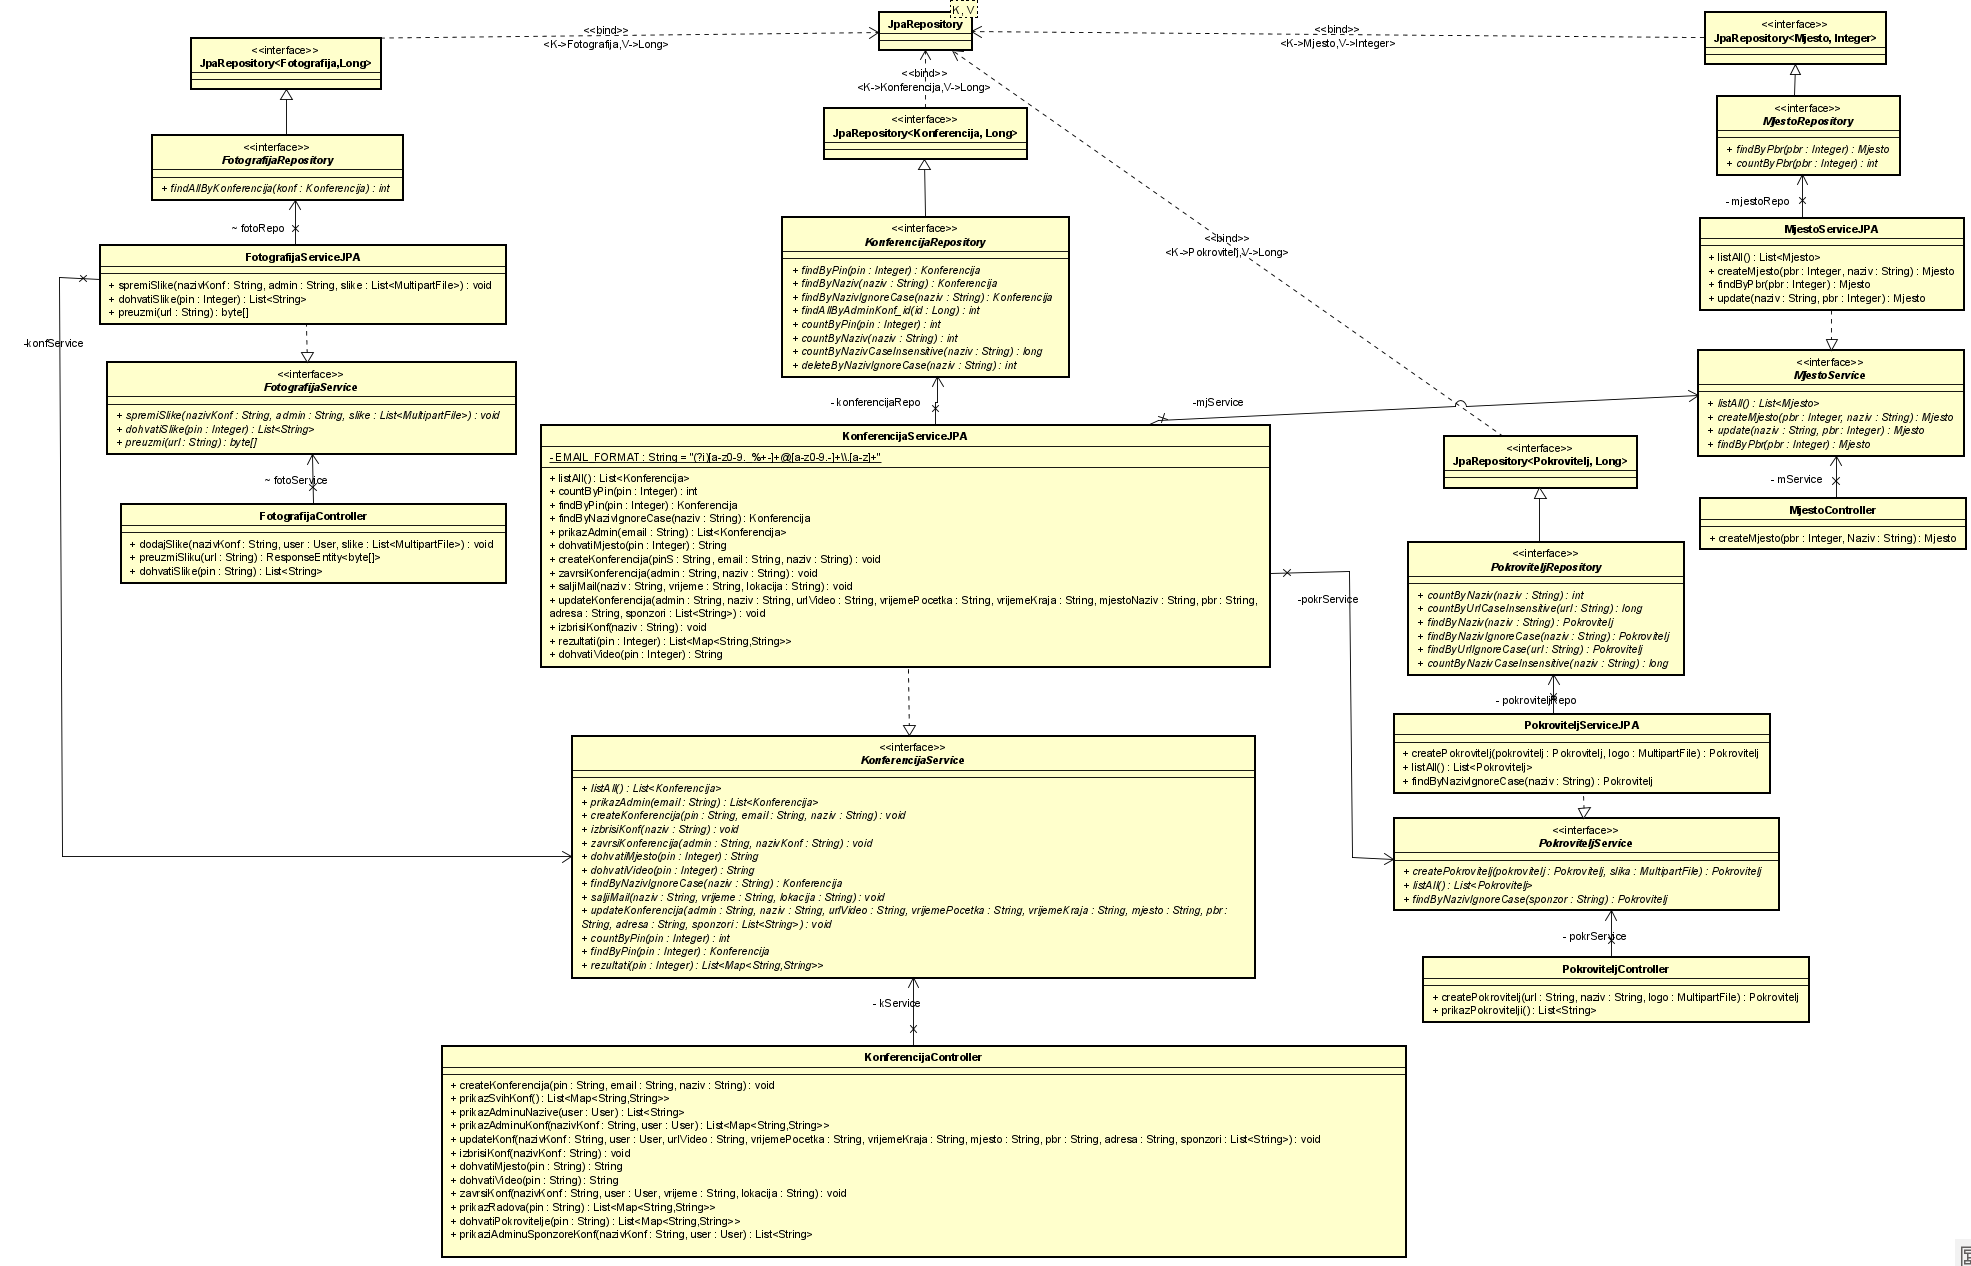 K, V
JpaRepository
<<bind>>
<K->Fotografija,V->Long>
<<bind>>
<K->Mjesto,V->Integer>
<<bind>>
<K->Konferencija,V->Long>
<<bind>>
<K->Pokrovitelj,V->Long>
<<interface>>
JpaRepository<Fotografija,Long>
<<interface>>
FotografijaRepository
+ findAllByKonferencija(konf : Konferencija) : int
~ fotoRepo
FotografijaServiceJPA
+ spremiSlike(nazivKonf : String, admin : String, slike : List<MultipartFile>) : void
+ dohvatiSlike(pin : Integer) : List<String>
+ preuzmi(url : String) : byte[]
-konfService
<<interface>>
FotografijaService
+ spremiSlike(nazivKonf : String, admin : String, slike : List<MultipartFile>) : void
+ dohvatiSlike(pin : Integer) : List<String>
+ preuzmi(url : String) : byte[]
~ fotoService
FotografijaController
+ dodajSlike(nazivKonf : String, user : User, slike : List<MultipartFile>) : void
+ preuzmiSliku(url : String) : ResponseEntity<byte[]>
+ dohvatiSlike(pin : String) : List<String>
<<interface>>
JpaRepository<Konferencija, Long>
<<interface>>
KonferencijaRepository
+ findByPin(pin : Integer) : Konferencija
+ findByNaziv(naziv : String) : Konferencija
+ findByNazivIgnoreCase(naziv : String) : Konferencija
+ findAllByAdminKonf_id(id : Long) : int
+ countByPin(pin : Integer) : int
+ countByNaziv(naziv : String) : int
+ countByNazivCaseInsensitive(naziv : String) : long
+ deleteByNazivIgnoreCase(naziv : String) : int
- konferencijaRepo
-mjService
KonferencijaServiceJPA
- EMAIL_FORMAT : String = "(?i)[a-z0-9._%+-]+@[a-z0-9.-]+\\.[a-z]+"
+ listAll() : List<Konferencija>
+ countByPin(pin : Integer) : int
+ findByPin(pin : Integer) : Konferencija
+ findByNazivIgnoreCase(naziv : String) : Konferencija
+ prikazAdmin(email : String) : List<Konferencija>
+ dohvatiMjesto(pin : Integer) : String
+ createKonferencija(pinS : String, email : String, naziv : String) : void
+ zavrsiKonferencija(admin : String, naziv : String) : void
+ saljiMail(naziv : String, vrijeme : String, lokacija : String) : void
+ updateKonferencija(admin : String, naziv : String, urlVideo : String, vrijemePocetka : String, vrijemeKraja : String, mjestoNaziv : String, pbr : String,
adresa : String, sponzori : List<String>) : void
+ izbrisiKonf(naziv : String) : void
+ rezultati(pin : Integer) : List<Map<String,String>>
+ dohvatiVideo(pin : Integer) : String
-pokrService
<<interface>>
KonferencijaService
+ listAll() : List<Konferencija>
+ prikazAdmin(email : String) : List<Konferencija>
+ createKonferencija(pin : String, email : String, naziv : String) : void
+ izbrisiKonf(naziv : String) : void
+ zavrsiKonferencija(admin : String, nazivKonf : String) : void
+ dohvatiMjesto(pin : Integer) : String
+ dohvatiVideo(pin : Integer) : String
+ findByNazivIgnoreCase(naziv : String) : Konferencija
+ saljiMail(naziv : String, vrijeme : String, lokacija : String) : void
+ updateKonferencija(admin : String, naziv : String, urlVideo : String, vrijemePocetka : String, vrijemeKraja : String, mjesto : String, pbr :
String, adresa : String, sponzori : List<String>) : void
+ countByPin(pin : Integer) : int
+ findByPin(pin : Integer) : Konferencija
+ rezultati(pin : Integer) : List<Map<String,String>>
- kService
KonferencijaController
+ createKonferencija(pin : String, email : String, naziv : String) : void
+ prikazSvihKonf() : List<Map<String,String>>
+ prikazAdminuNazive(user : User) : List<String>
+ prikazAdminuKonf(nazivKonf : String, user : User) : List<Map<String,String>>
+ updateKonf(nazivKonf : String, user : User, urlVideo : String, vrijemePocetka : String, vrijemeKraja : String, mjesto : String, pbr : String, adresa : String, sponzori : List<String>) : void
+ izbrisiKonf(nazivKonf : String) : void
+ dohvatiMjesto(pin : String) : String
+ dohvatiVideo(pin : String) : String
+ zavrsiKonf(nazivKonf : String, user : User, vrijeme : String, lokacija : String) : void
+ prikazRadova(pin : String) : List<Map<String,String>>
+ dohvatiPokrovitelje(pin : String) : List<Map<String,String>>
+ prikaziAdminuSponzoreKonf(nazivKonf : String, user : User) : List<String>
<<interface>>
JpaRepository<Mjesto, Integer>
<<interface>>
MjestoRepository
+ findByPbr(pbr : Integer) : Mjesto
+ countByPbr(pbr : Integer) : int
- mjestoRepo
MjestoServiceJPA
+ listAll() : List<Mjesto>
+ createMjesto(pbr : Integer, naziv : String) : Mjesto
+ findByPbr(pbr : Integer) : Mjesto
+ update(naziv : String, pbr : Integer) : Mjesto
<<interface>>
MjestoService
+ listAll() : List<Mjesto>
+ createMjesto(pbr : Integer, naziv : String) : Mjesto
+ update(naziv : String, pbr : Integer) : Mjesto
+ findByPbr(pbr : Integer) : Mjesto
- mService
MjestoController
+ createMjesto(pbr : Integer, Naziv : String) : Mjesto
<<interface>>
JpaRepository<Pokrovitelj, Long>
<<interface>>
PokroviteljRepository
+ countByNaziv(naziv : String) : int
+ countByUrlCaseInsensitive(url : String) : long
+ findByNaziv(naziv : String) : Pokrovitelj
+ findByNazivIgnoreCase(naziv : String) : Pokrovitelj
+ findByUrlIgnoreCase(url : String) : Pokrovitelj
+ countByNazivCaseInsensitive(naziv : String) : long
- pokroviteljRepo
PokroviteljServiceJPA
+ createPokrovitelj(pokrovitelj : Pokrovitelj, logo : MultipartFile) : Pokrovitelj
+ listAll() : List<Pokrovitelj>
+ findByNazivIgnoreCase(naziv : String) : Pokrovitelj
<<interface>>
PokroviteljService
+ createPokrovitelj(pokrovitelj : Pokrovitelj, slika : MultipartFile) : Pokrovitelj
+ listAll() : List<Pokrovitelj>
+ findByNazivIgnoreCase(sponzor : String) : Pokrovitelj
- pokrService
PokroviteljController
+ createPokrovitelj(url : String, naziv : String, logo : MultipartFile) : Pokrovitelj
+ prikazPokrovitelji() : List<String>